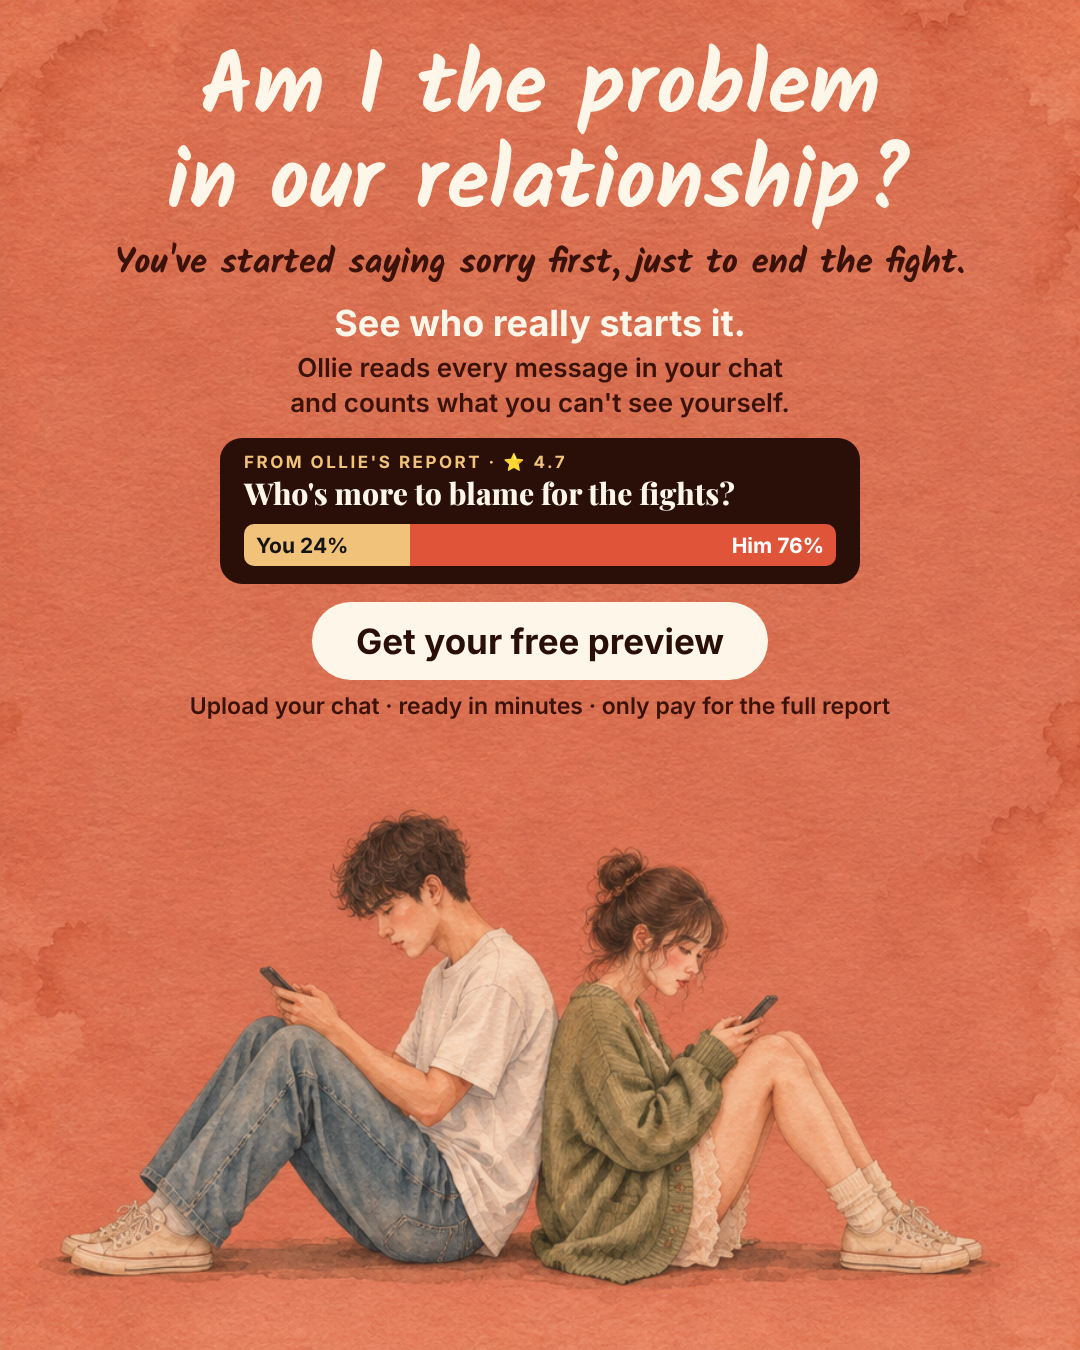 Am I the problem
in our relationship?
You've started saying sorry first, just to end the fight.
See who really starts it.
Ollie reads every message in your chat
and counts what you can't see yourself.
FROM OLLIE'S REPORT · ⭐ 4.7
Who's more to blame for the fights?
You 24% Him 76%
Get your free preview
Upload your chat · ready in minutes · only pay for the full report